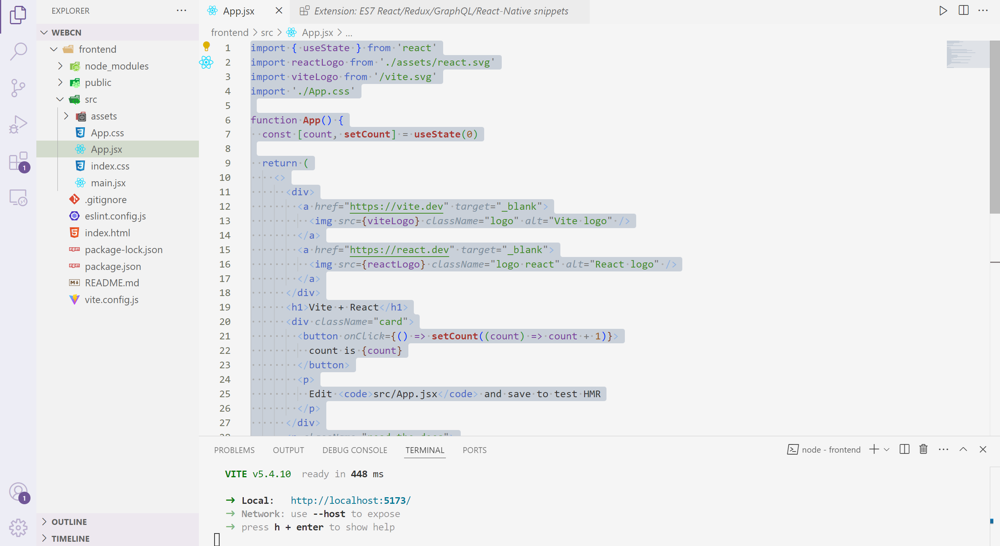 EXPLORER
WEBCN
frontend
node_modules
public
src
assets
App.css
App.jsx
index.css
main.jsx
.gitignore
eslint.config.js
index.html
package-lock.json
package.json
README.md
vite.config.js
OUTLINE
TIMELINE
1
1
App.jsx
Extension: ES7 React/Redux/GraphQL/React-Native snippets
frontend > src > App.jsx > ...
1 import { useState } from 'react'
2 import reactLogo from './assets/react.svg'
3 import viteLogo from '/vite.svg'
4 import './App.css'
5
6 function App() {
7 const [count, setCount] = useState(0)
8
9 return (
10 <>
11 <div>
12 <a href="https://vite.dev" target="_blank">
13 <img src={viteLogo} className="logo" alt="Vite logo" />
14 </a>
15 <a href="https://react.dev" target="_blank">
16 <img src={reactLogo} className="logo react" alt="React logo" />
17 </a>
18 </div>
19 <h1>Vite + React</h1>
20 <div className="card">
21 <button onClick={() => setCount((count) => count + 1)}>
22 count is {count}
23 </button>
24 <p>
25 Edit <code>src/App.jsx</code> and save to test HMR
26 </p>
27 </div>
28 <p className="read-the-docs">
PROBLEMS OUTPUT DEBUG CONSOLE TERMINAL PORTS
node - frontend
VITE v5.4.10 ready in 448 ms
➜ Local: http://localhost:5173/
➜ Network: use --host to expose
➜ press h + enter to show help